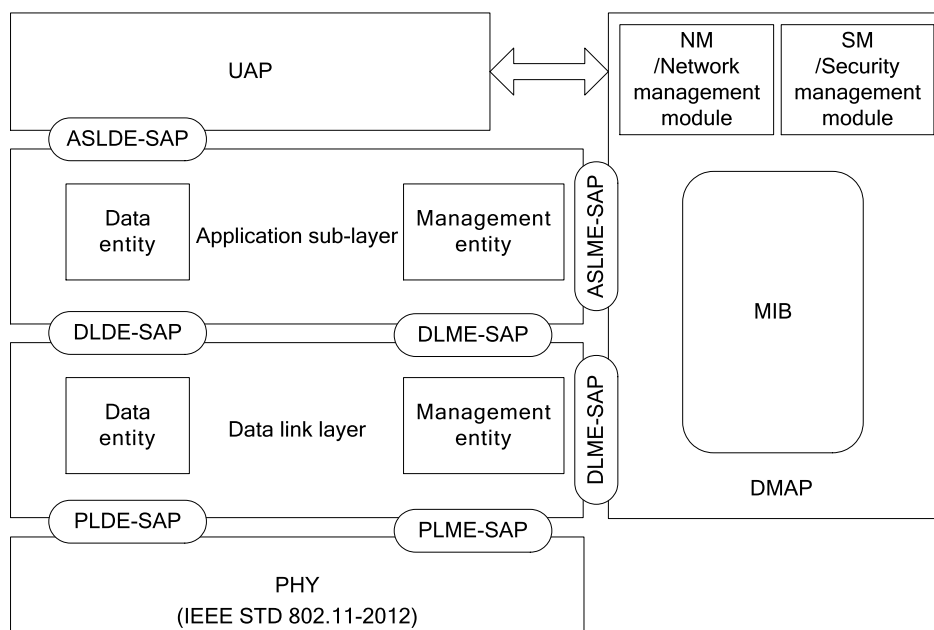 UAP
NM
/Network
management
module
SM
/Security
management
module
ASLDE-SAP
Data
entity
Application sub-layer
Management
entity
ASLME-SAP
MIB
DLDE-SAP
DLME-SAP
Data
entity
Data link layer
Management
entity
DLME-SAP
DMAP
PLDE-SAP
PLME-SAP
PHY
(IEEE STD 802.11-2012)